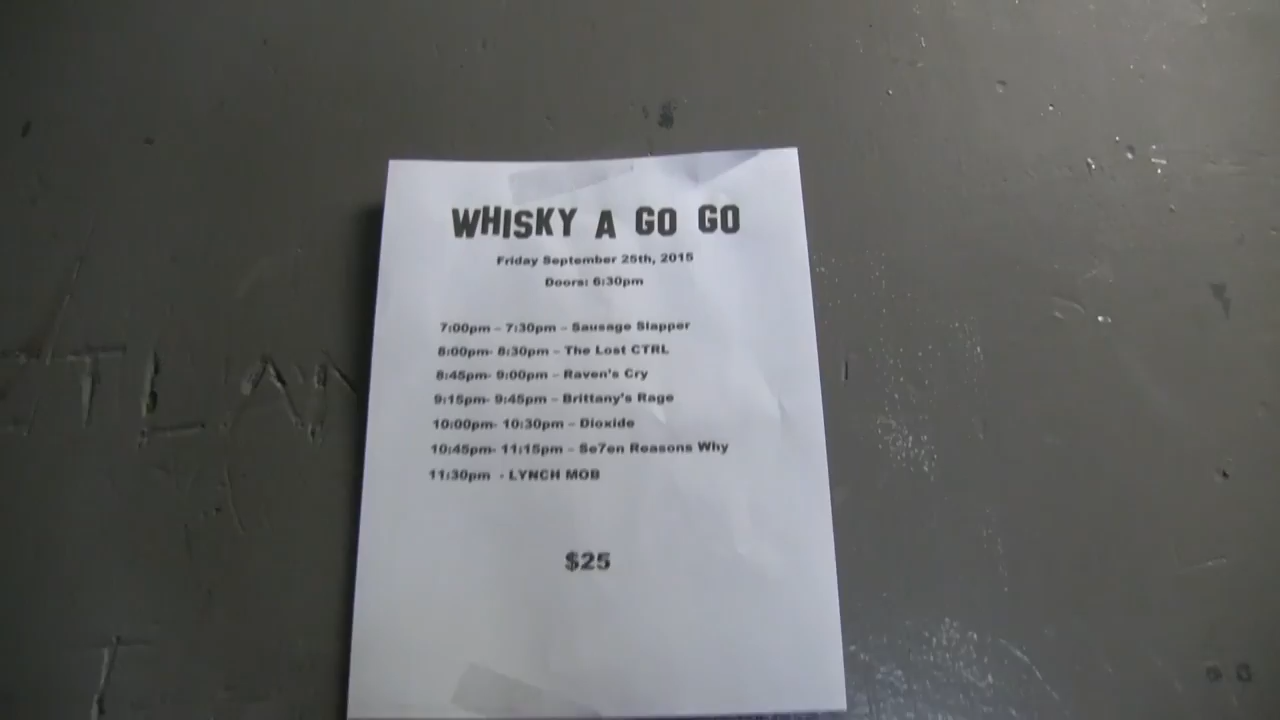 WHISKY A GO GO
Friday September 25th, 2015
Doors: 6:30pm
7:00pm – 7:30pm – Sausage Slapper
8:00pm- 8:30pm – The Lost CTRL
8:45pm- 9:00pm – Raven's Cry
9:15pm- 9:45pm – Brittany's Rage
10:00pm- 10:30pm – Dioxide
10:45pm- 11:15pm – Se7en Reasons Why
11:30pm - LYNCH MOB
$25